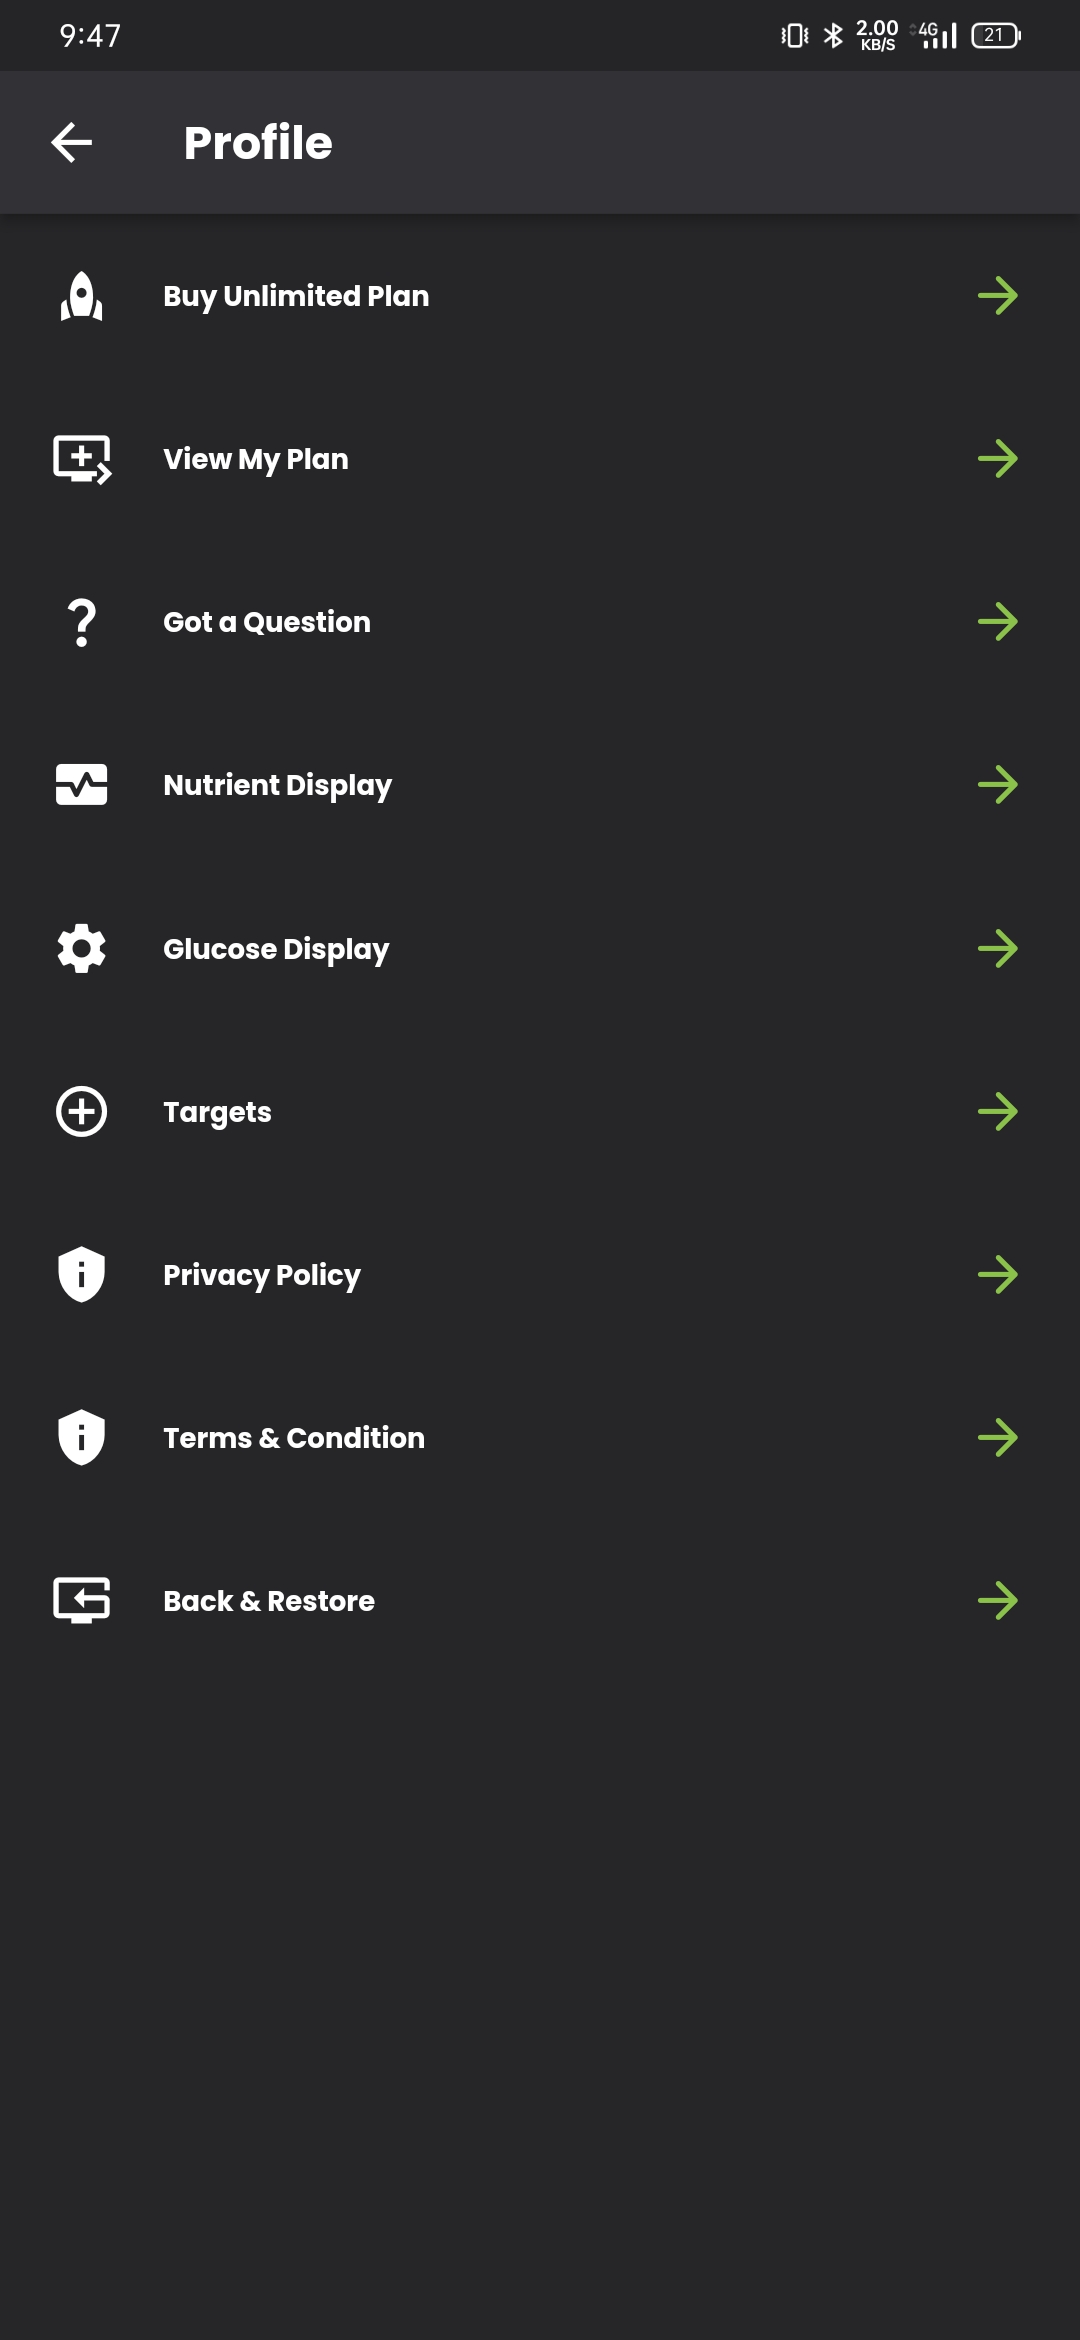 9:47
2.00
KB/S
4G
21
Profile
Buy Unlimited Plan
View My Plan
Got a Question
Nutrient Display
Glucose Display
Targets
Privacy Policy
Terms & Condition
Back & Restore